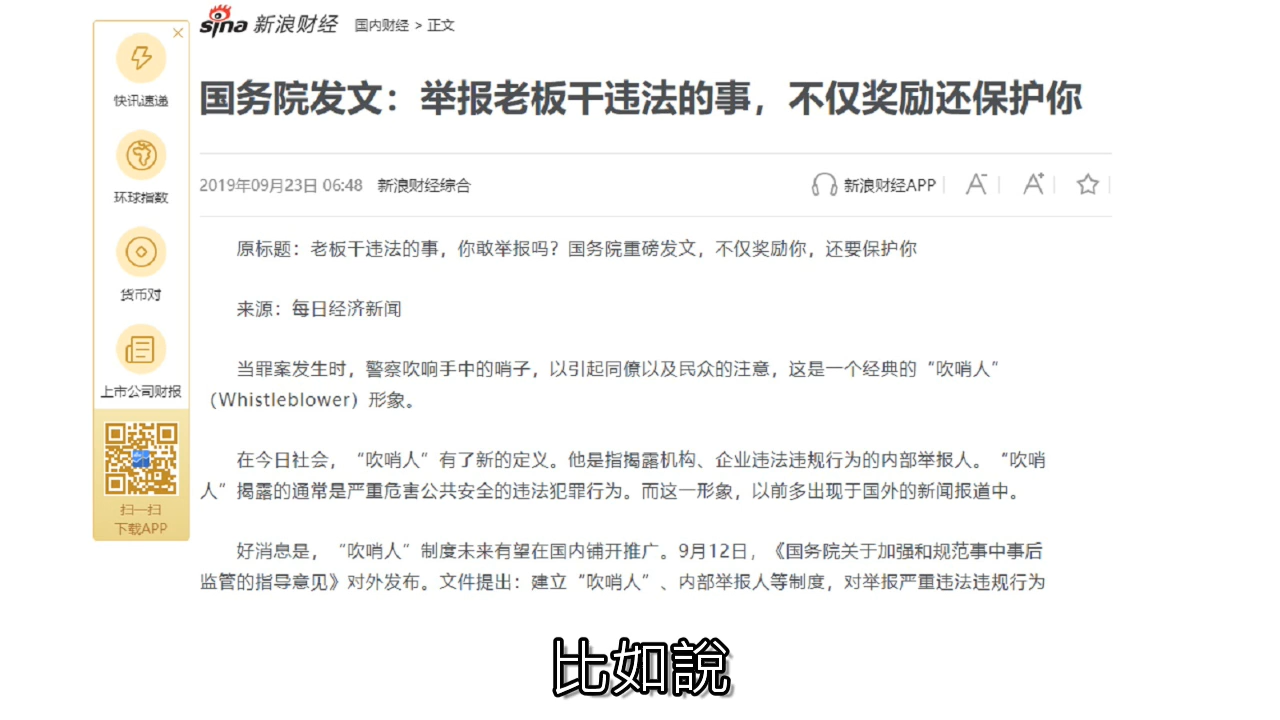 sina 新浪财经 国内财经 > 正文
国务院发文：举报老板干违法的事，不仅奖励还保护你
2019年09月23日 06:48 新浪财经综合 新浪财经APP A- A+
原标题：老板干违法的事，你敢举报吗？国务院重磅发文，不仅奖励你，还要保护你
来源：每日经济新闻
当罪案发生时，警察吹响手中的哨子，以引起同僚以及民众的注意，这是一个经典的“吹哨人”
（Whistleblower）形象。
在今日社会，“吹哨人”有了新的定义。他是指揭露机构、企业违法违规行为的内部举报人。“吹哨
人”揭露的通常是严重危害公共安全的违法犯罪行为。而这一形象，以前多出现于国外的新闻报道中。
好消息是，“吹哨人”制度未来有望在国内铺开推广。9月12日，《国务院关于加强和规范事中事后
监管的指导意见》对外发布。文件提出：建立“吹哨人”、内部举报人等制度，对举报严重违法违规行为
快讯速递
环球指数
货币对
上市公司财报
扫一扫
下载APP
比如說